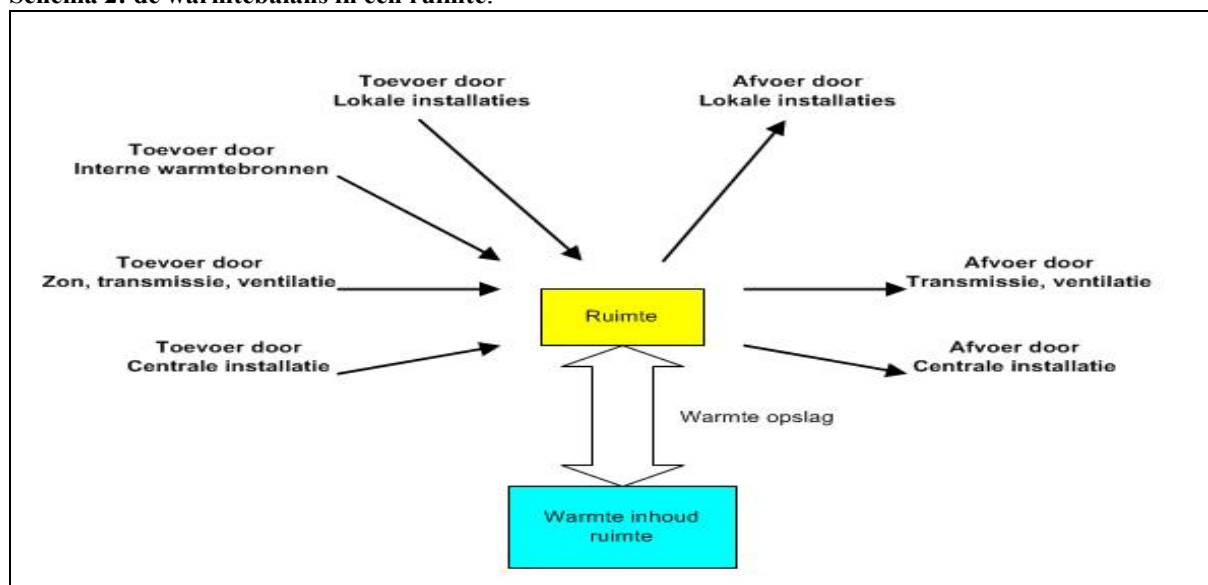 Schema 2: de warmtebalans in een ruimte.
Toevoer door
Lokale installaties
Afvoer door
Lokale installaties
Toevoer door
Interne warmtebronnen
Toevoer door
Zon, transmissie, ventilatie
Afvoer door
Transmissie, ventilatie
Ruimte
Toevoer door
Centrale installatie
Afvoer door
Centrale installatie
Warmte opslag
Warmte inhoud
ruimte